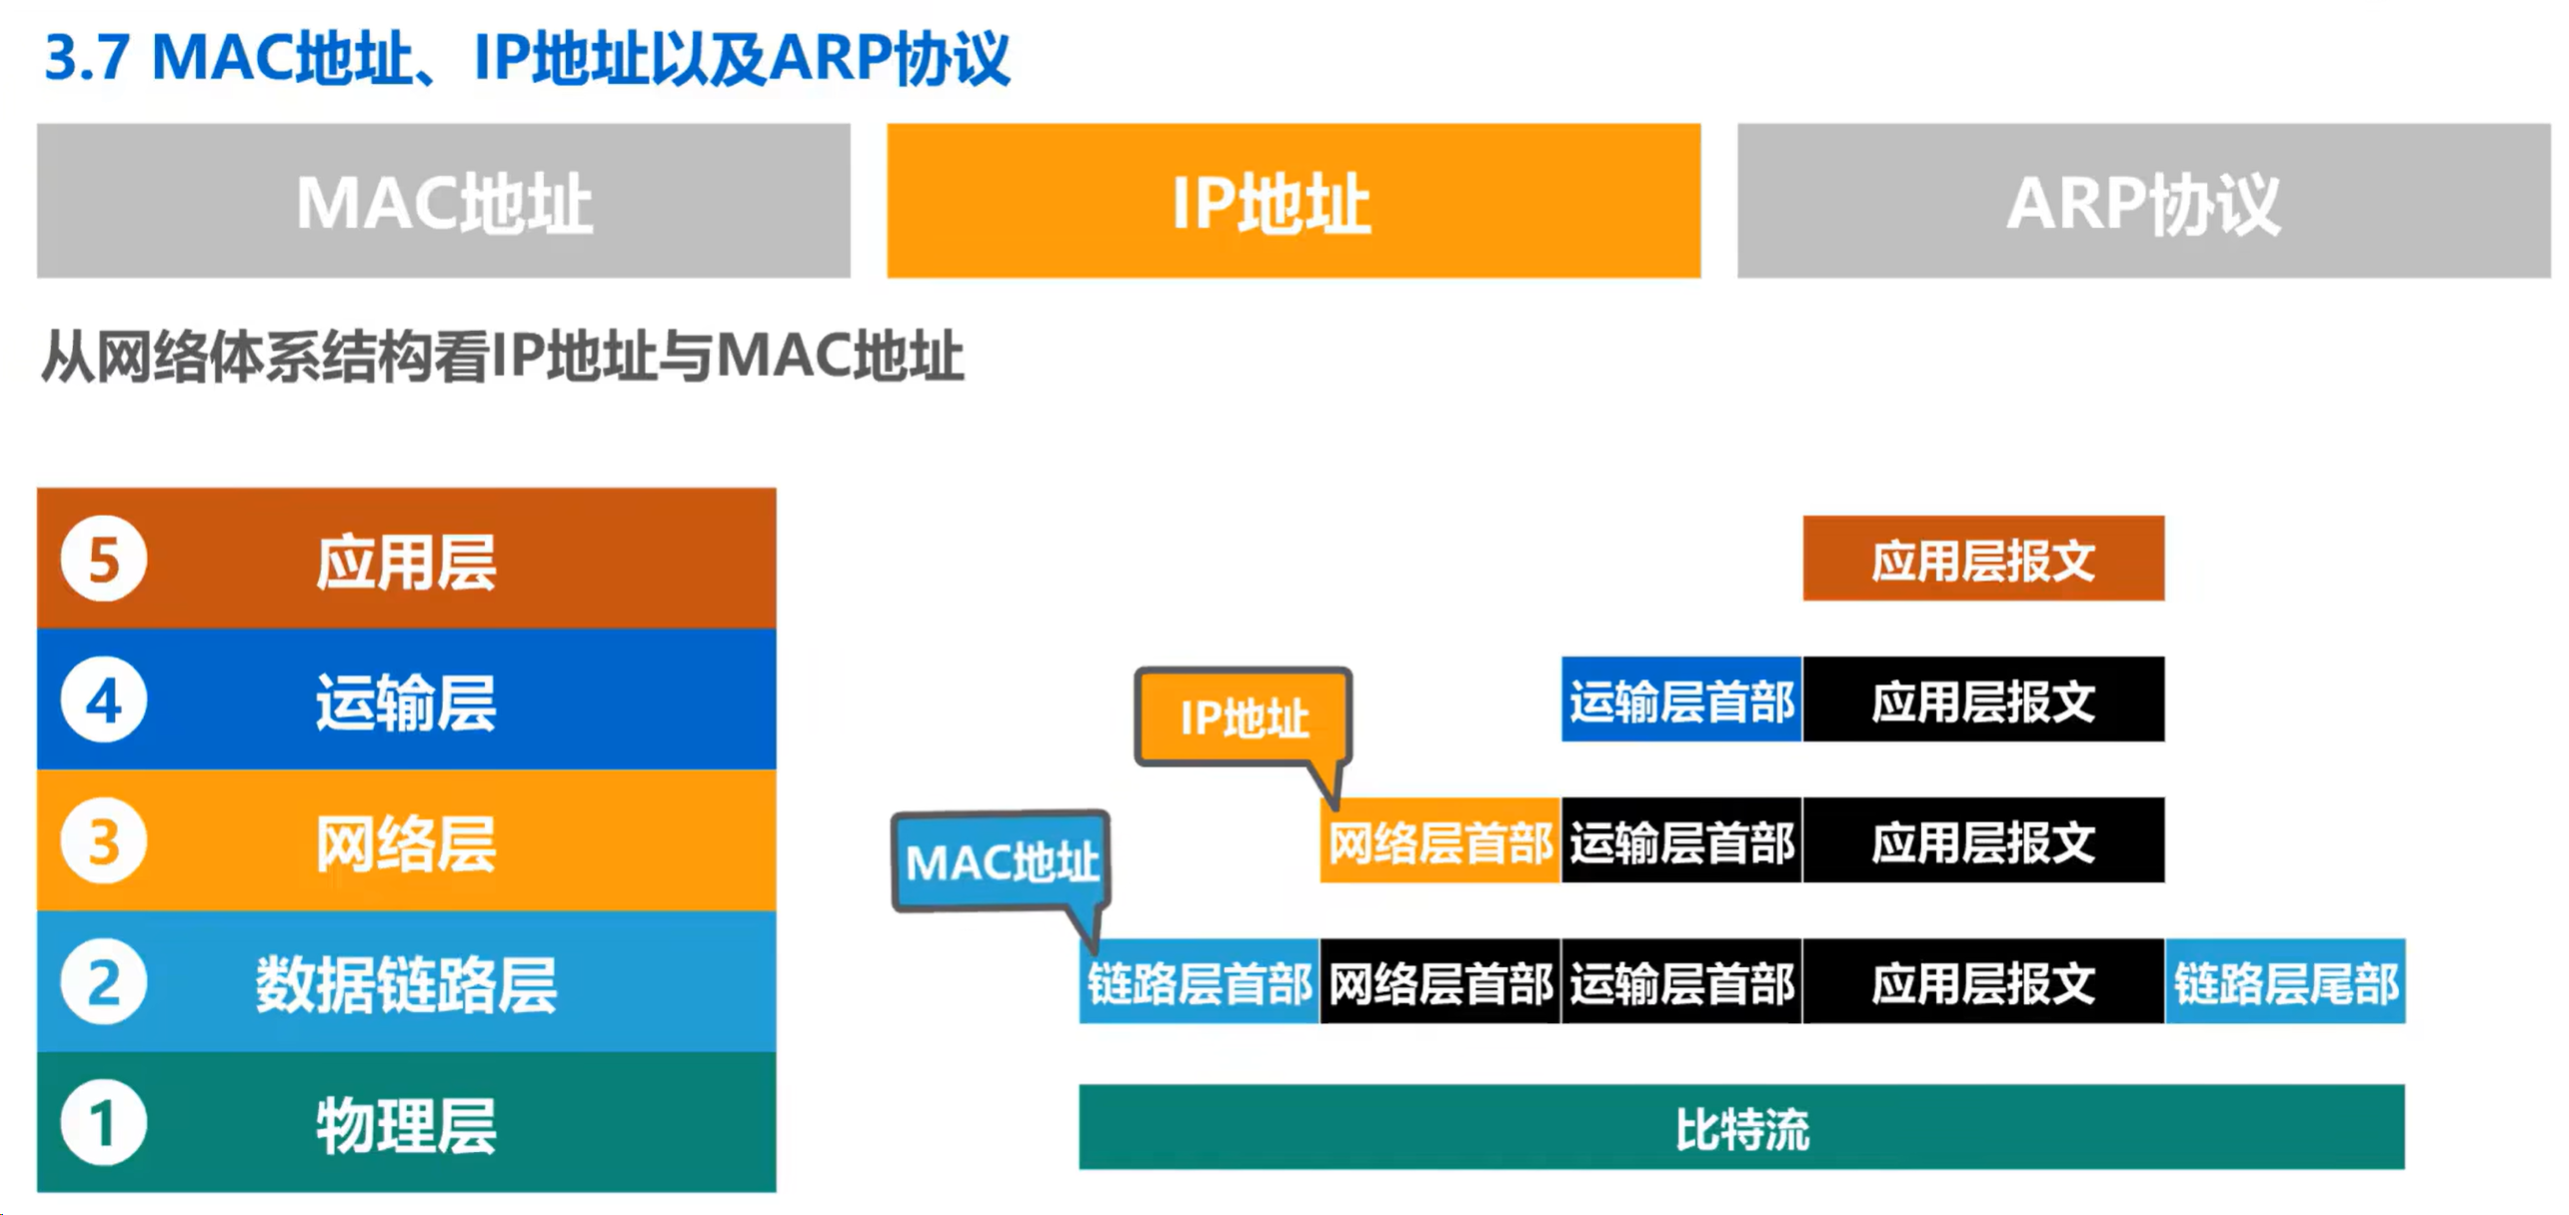 3.7 MAC地址、IP地址以及ARP协议
MAC地址
IP地址
ARP协议
从网络体系结构看IP地址与MAC地址
5 应用层
应用层报文
4 运输层
IP地址
运输层首部 应用层报文
3 网络层
MAC地址
网络层首部 运输层首部 应用层报文
2 数据链路层
链路层首部 网络层首部 运输层首部 应用层报文 链路层尾部
1 物理层
比特流